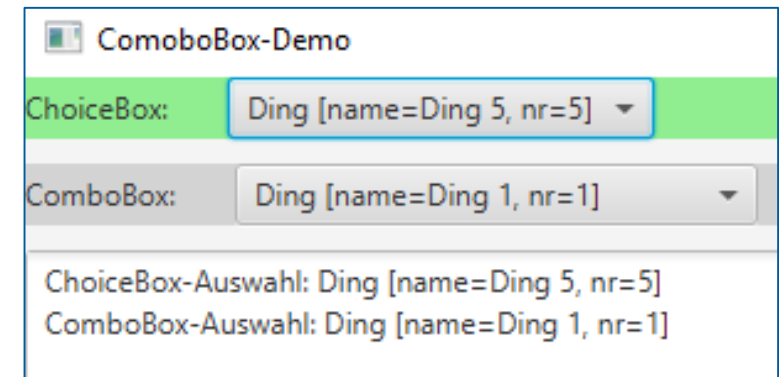 ComoboBox-Demo
ChoiceBox: Ding [name=Ding 5, nr=5]
ComboBox: Ding [name=Ding 1, nr=1]
ChoiceBox-Auswahl: Ding [name=Ding 5, nr=5]
ComboBox-Auswahl: Ding [name=Ding 1, nr=1]